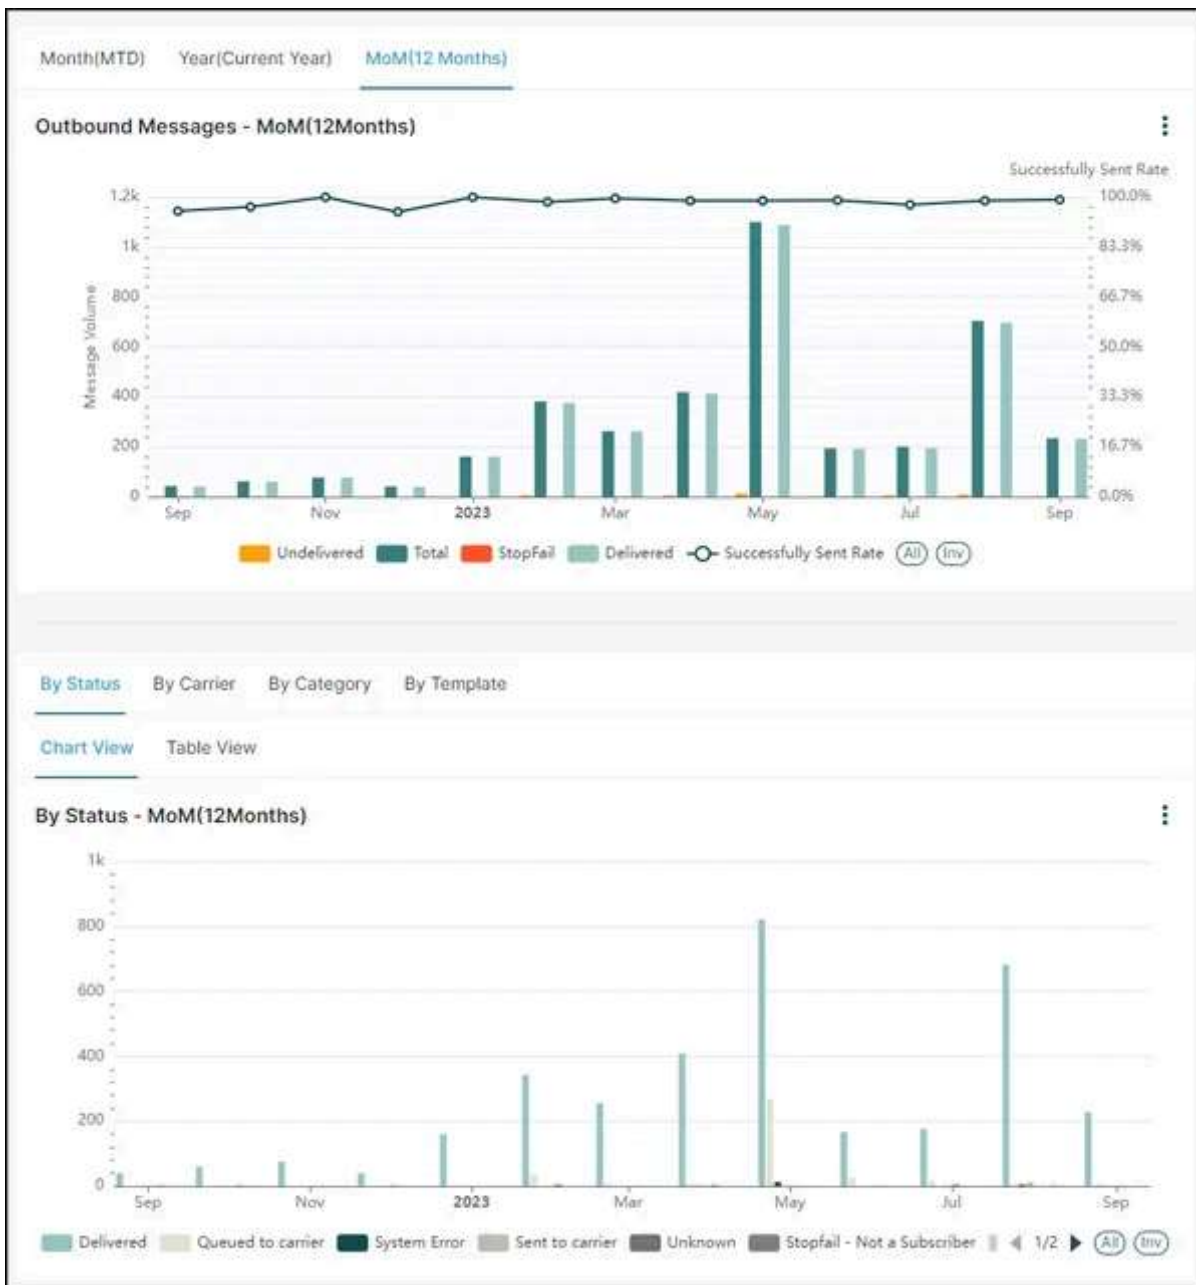 Month(MTD) Year(Current Year) MoM(12 Months)
Outbound Messages - MoM(12Months)
Successfully Sent Rate
1.2k 100.0%
1k 83.3%
800 66.7%
600 50.0%
400 33.3%
200 16.7%
0 0.0%
Message Volume
Sep Nov 2023 Mar May Jul Sep
Undelivered Total StopFail Delivered Successfully Sent Rate All Inv
By Status By Carrier By Category By Template
Chart View Table View
By Status - MoM(12Months)
1k
800
600
400
200
0
Sep Nov 2023 Mar May Jul Sep
Delivered Queued to carrier System Error Sent to carrier Unknown Stopfail - Not a Subscriber 1/2 All Inv